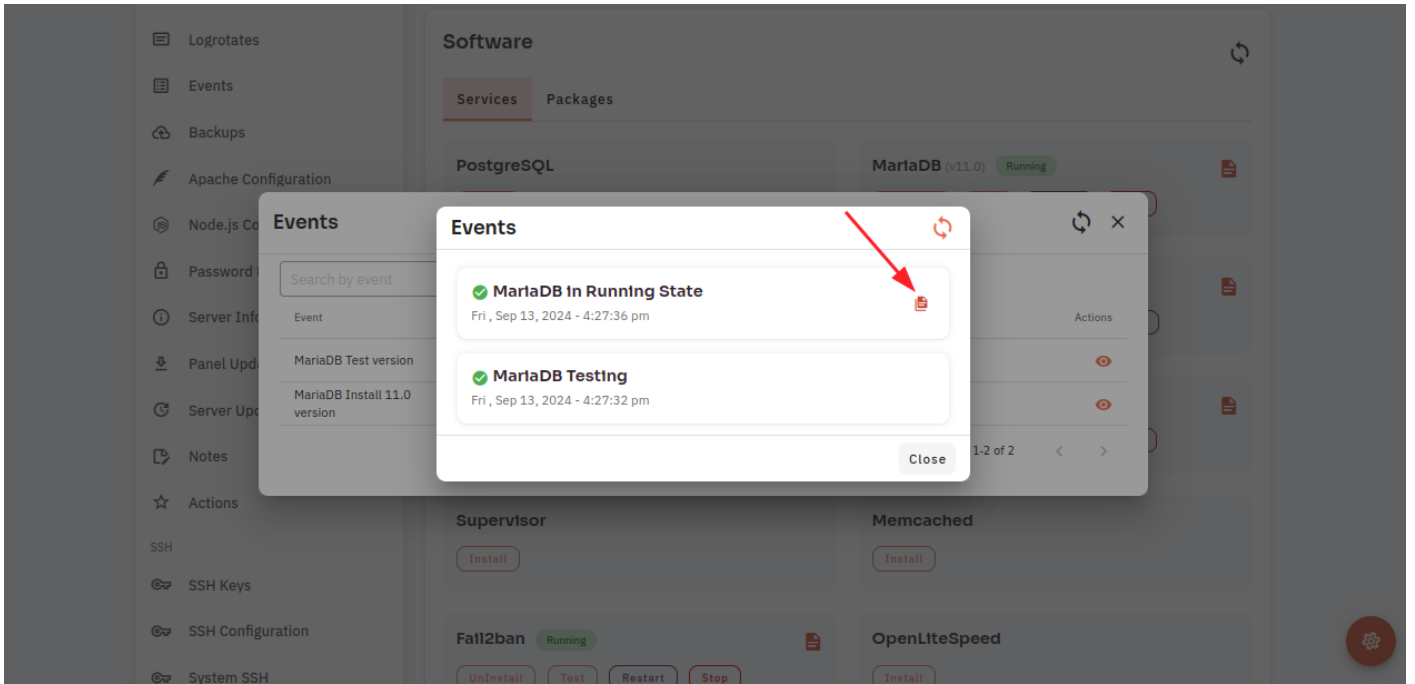 Logrotates
Events
Backups
Apache Configuration
Node.js Co
Password
Server Info
Panel Upd
Server Upd
Notes
Actions
SSH
SSH Keys
SSH Configuration
System SSH
Software
Services Packages
PostgreSQL
MariaDB (v11.0) Running
Events
Search by event
Event Actions
MariaDB Test version
MariaDB Install 11.0
version
1-2 of 2
Events
MariaDB in Running State
Fri , Sep 13, 2024 - 4:27:36 pm
MariaDB Testing
Fri , Sep 13, 2024 - 4:27:32 pm
Close
Supervisor
Install
Memcached
Install
Fail2ban Running
UnInstall Test Restart Stop
OpenLiteSpeed
Install